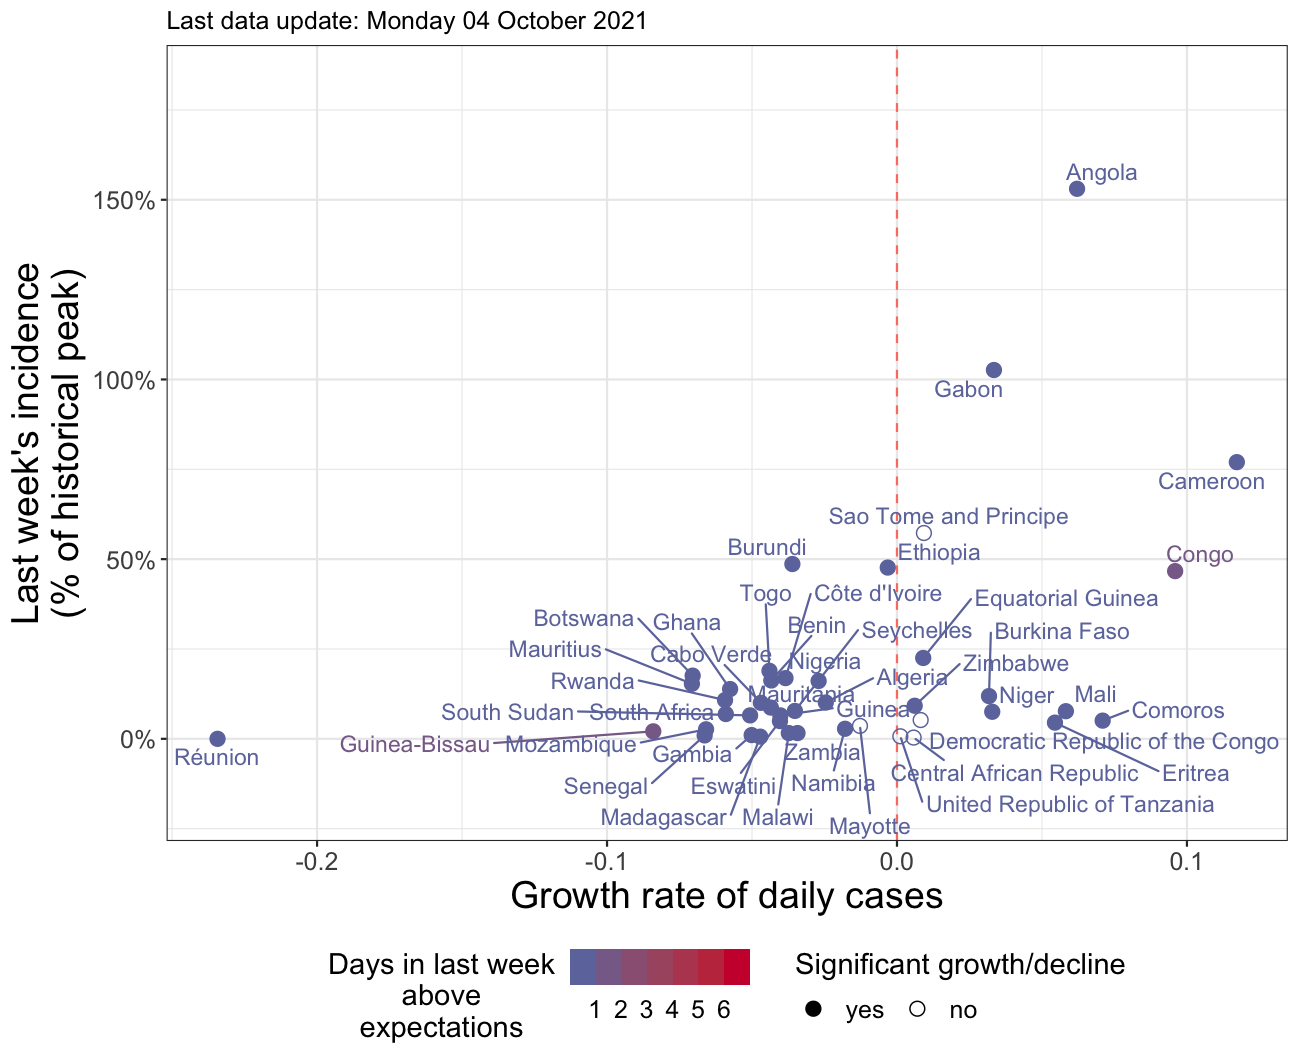 Last data update: Monday 04 October 2021
Last week's incidence
(% of historical peak)
150%
100%
50%
0%
Angola
Gabon
Cameroon
Sao Tome and Principe
Burundi
Ethiopia
Congo
Togo
Côte d'Ivoire
Equatorial Guinea
Botswana
Ghana
Benin
Seychelles
Burkina Faso
Mauritius
Cabo Verde
Nigeria
Zimbabwe
Rwanda
Mauritania
Algeria
Niger
Mali
South Sudan
South Africa
Guinea
Comoros
Guinea-Bissau
Mozambique
Gambia
Zambia
Democratic Republic of the Congo
Réunion
Senegal
Eswatini
Namibia
Central African Republic
Eritrea
Madagascar
Malawi
Mayotte
United Republic of Tanzania
-0.2
-0.1
0.0
0.1
Growth rate of daily cases
Days in last week
above
expectations
1 2 3 4 5 6
Significant growth/decline
yes
no